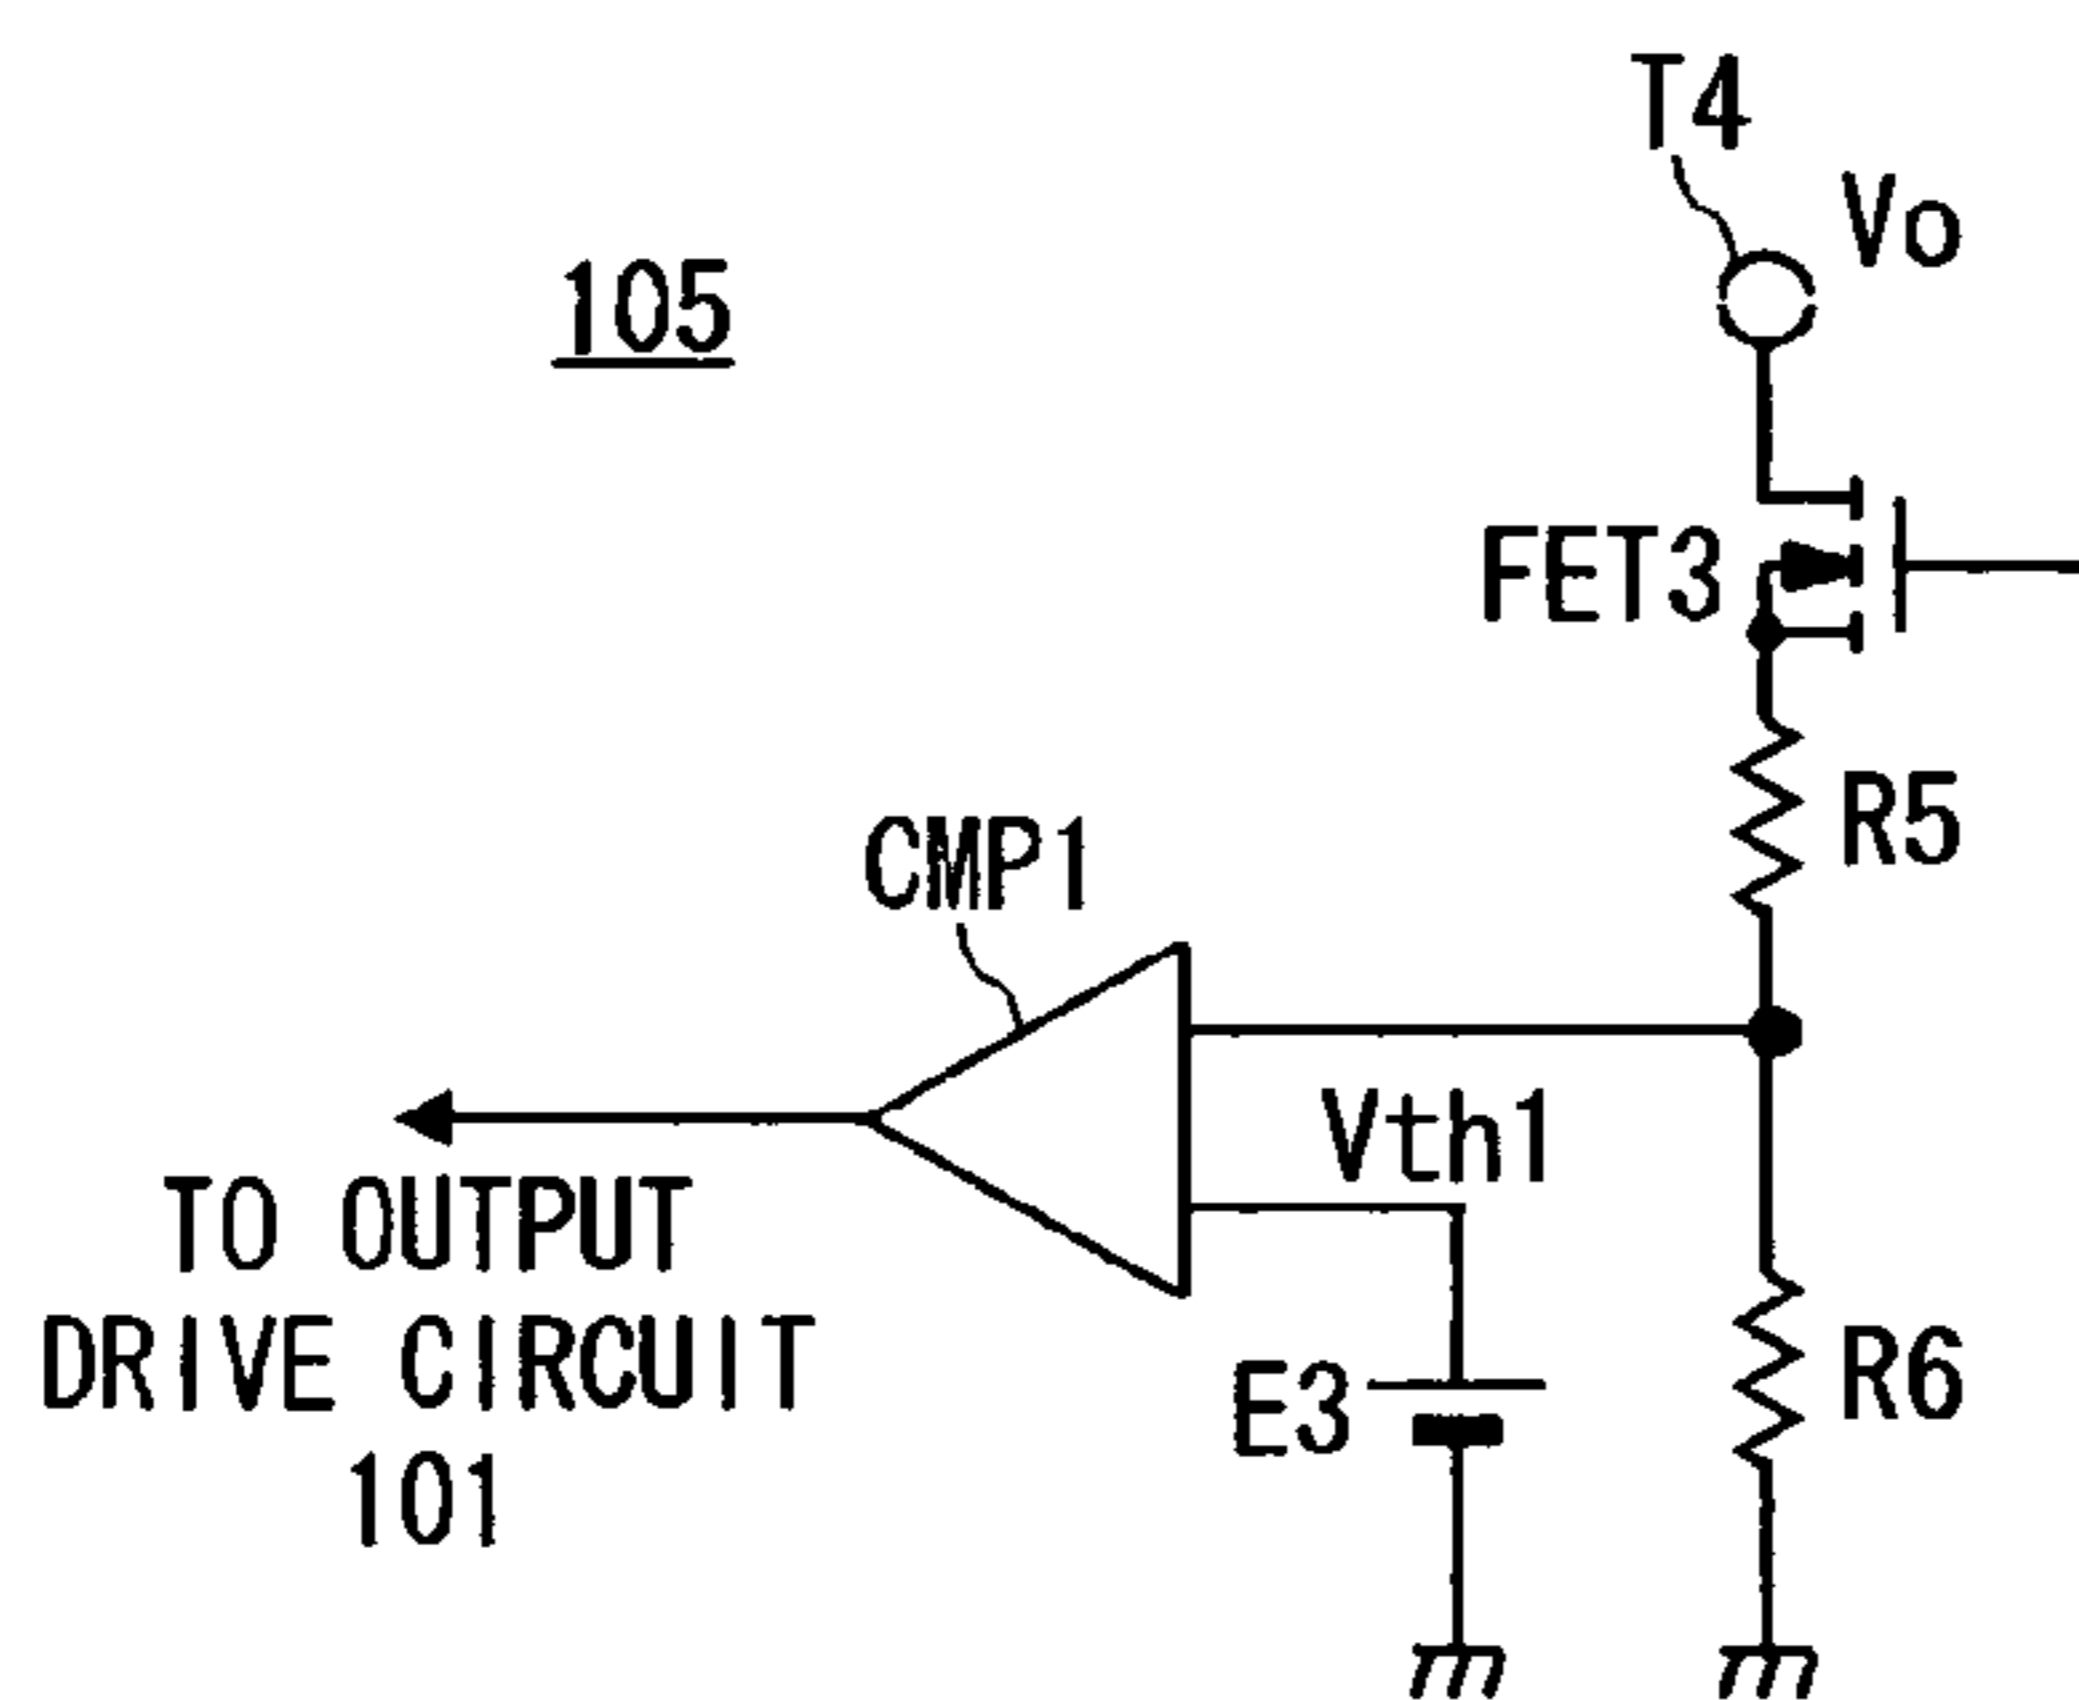 T4
Vo
105
FET3
R5
CMP1
Vth1
TO OUTPUT
DRIVE CIRCUIT
101
E3
R6